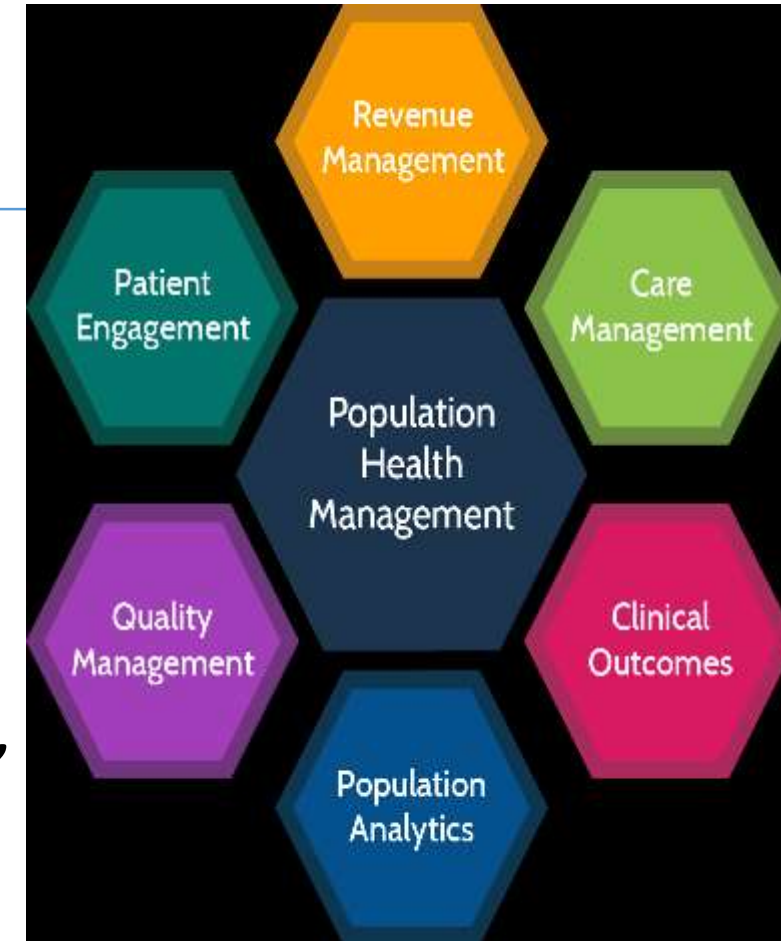 Revenue
Management
Patient
Engagement
Care
Management
Population
Health
Management
Quality
Management
Clinical
Outcomes
Population
Analytics
,